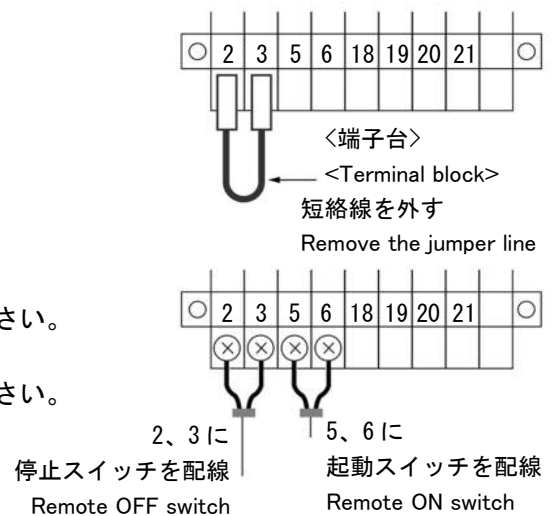 2 3 5 6 18 19 20 21
<端子台>
<Terminal block>
短絡線を外す
Remove the jumper line
さい。
2 3 5 6 18 19 20 21
さい。
2、3に
停止スイッチを配線
Remote OFF switch
5、6に
起動スイッチを配線
Remote ON switch